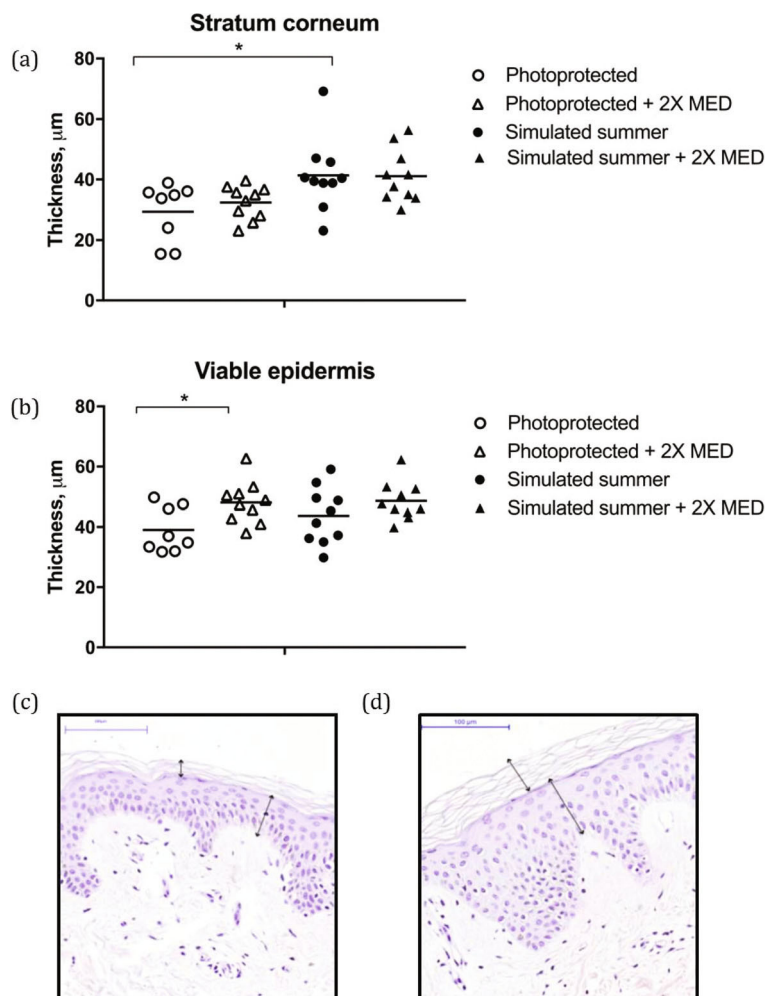 Stratum corneum
(a)
*
80
60
40
20
0
Thickness, μm
Photoprotected
Photoprotected + 2X MED
Simulated summer
Simulated summer + 2X MED
Viable epidermis
(b)
*
80
60
40
20
0
Thickness, μm
Photoprotected
Photoprotected + 2X MED
Simulated summer
Simulated summer + 2X MED
(c)
(d)
100 μm